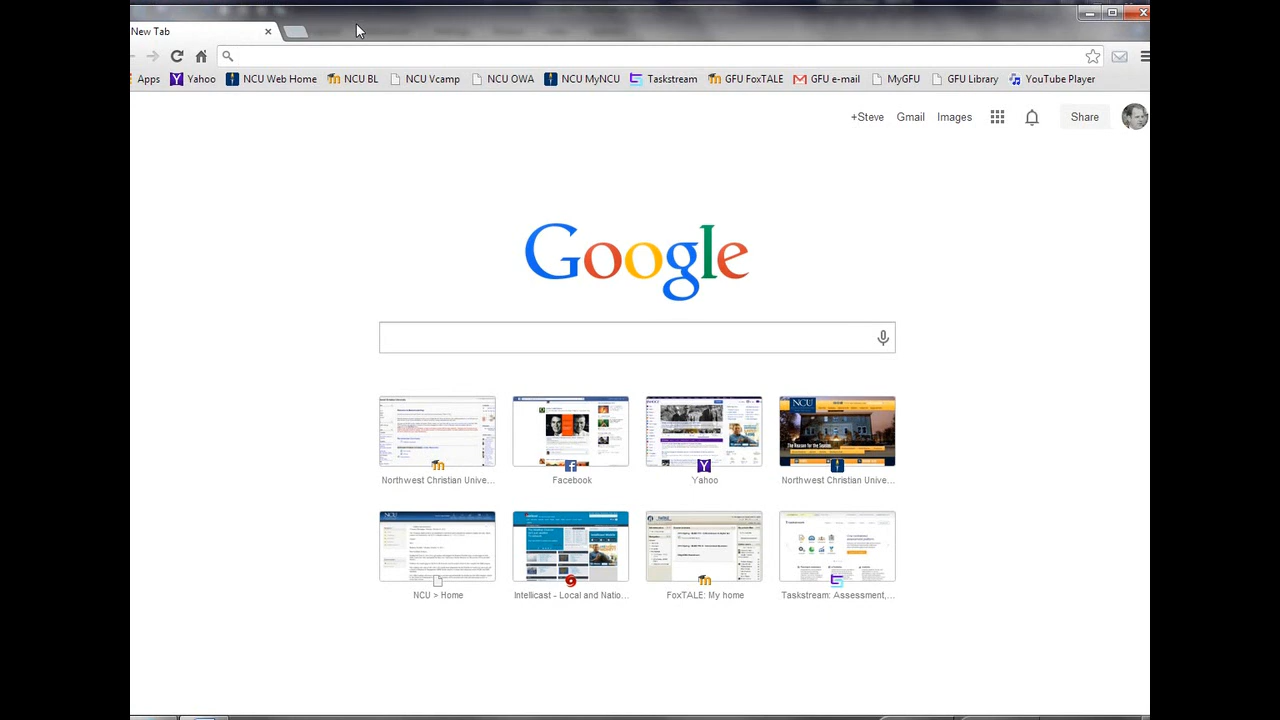 New Tab
Apps Yahoo NCU Web Home NCU BL NCU Vcamp NCU OWA NCU MyNCU Taskstream GFU FoxTALE GFU e-mail MyGFU GFU Library YouTube Player
+Steve Gmail Images Share
Google
Northwest Christian Unive... Facebook Yahoo Northwest Christian Unive...
NCU > Home Intellicast - Local and Natio... FoxTALE: My home Taskstream: Assessment,...